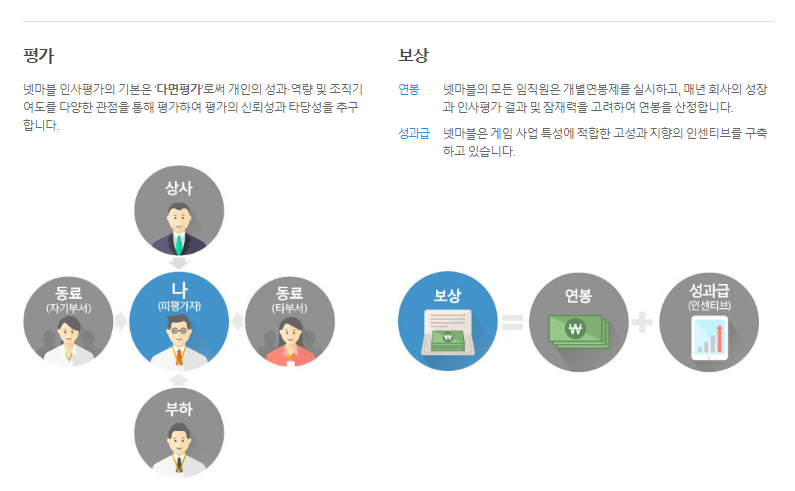 평가
넷마블 인사평가의 기본은 '다면평가'로써 개인의 성과·역량 및 조직기
여도를 다양한 관점을 통해 평가하여 평가의 신뢰성과 타당성을 추구
합니다.
상사
동료
(자기부서)
나
(피평가자)
동료
(타부서)
부하
보상
연봉 넷마블의 모든 임직원은 개별연봉제를 실시하고, 매년 회사의 성장
과 인사평가 결과 및 잠재력을 고려하여 연봉을 산정합니다.
성과급 넷마블은 게임 사업 특성에 적합한 고성과 지향의 인센티브를 구축
하고 있습니다.
보상
₩
=
연봉
₩
+
성과급
(인센티브)